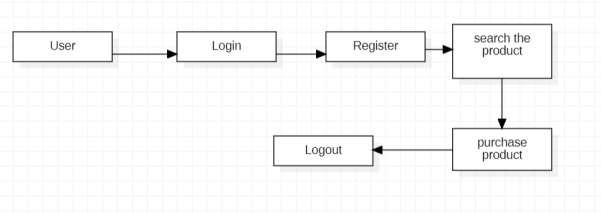 User
Login
Register
search the
product
purchase
product
Logout